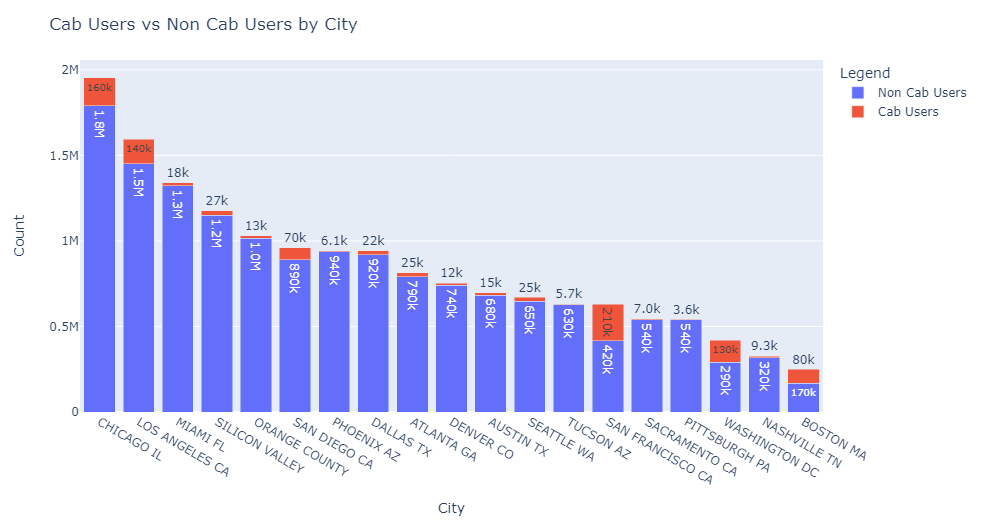 Cab Users vs Non Cab Users by City
Legend
Non Cab Users
Cab Users
Count
2M
1.5M
1M
0.5M
0
160k
1.8M
140k
1.5M
18k
1.3M
27k
1.2M
13k
1.0M
70k
890k
6.1k
940k
22k
920k
25k
790k
12k
740k
15k
680k
25k
650k
5.7k
630k
210k
420k
7.0k
540k
3.6k
540k
130k
290k
9.3k
320k
80k
170k
CHICAGO IL
LOS ANGELES CA
MIAMI FL
SILICON VALLEY
ORANGE COUNTY
SAN DIEGO CA
PHOENIX AZ
DALLAS TX
ATLANTA GA
DENVER CO
AUSTIN TX
SEATTLE WA
TUCSON AZ
SAN FRANCISCO CA
SACRAMENTO CA
PITTSBURGH PA
WASHINGTON DC
NASHVILLE TN
BOSTON MA
City